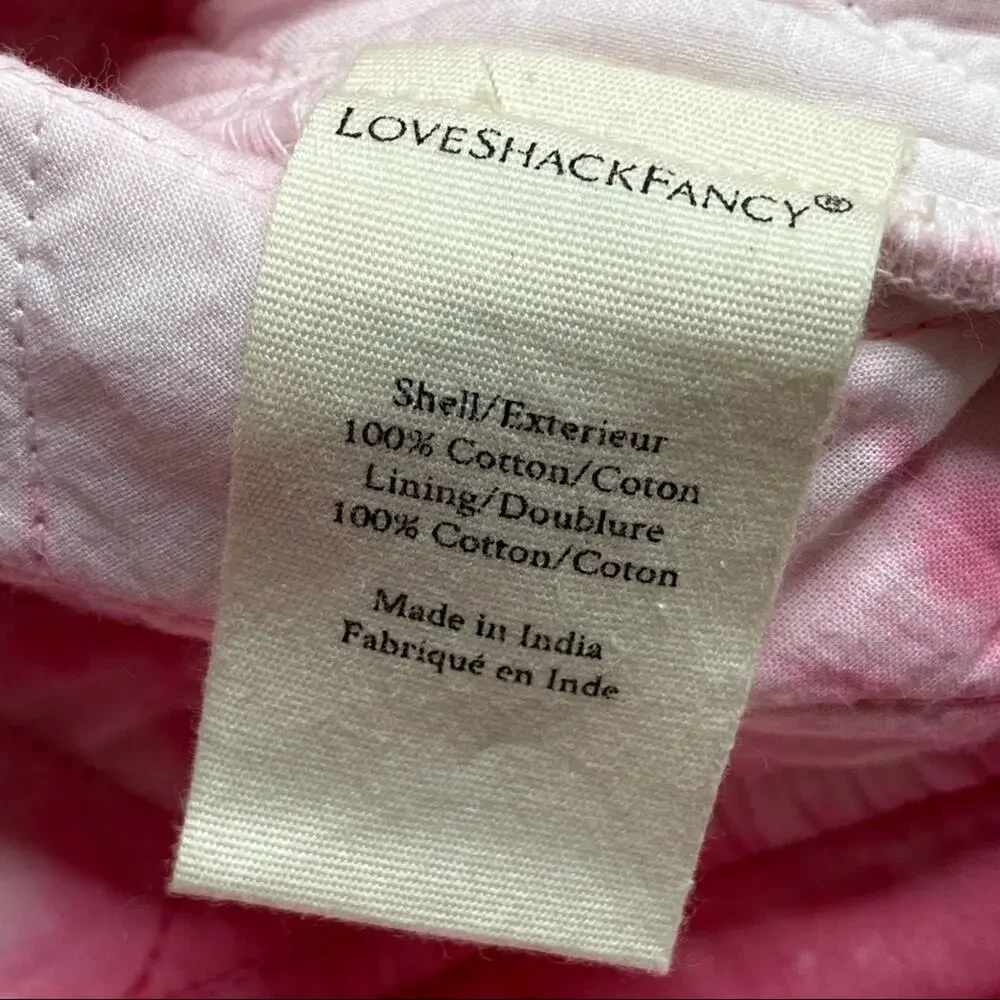 LOVESHACKFANCY®
Shell/Exterieur
100% Cotton/Coton
Lining/Doublure
100% Cotton/Coton
Made in India
Fabriqué en Inde